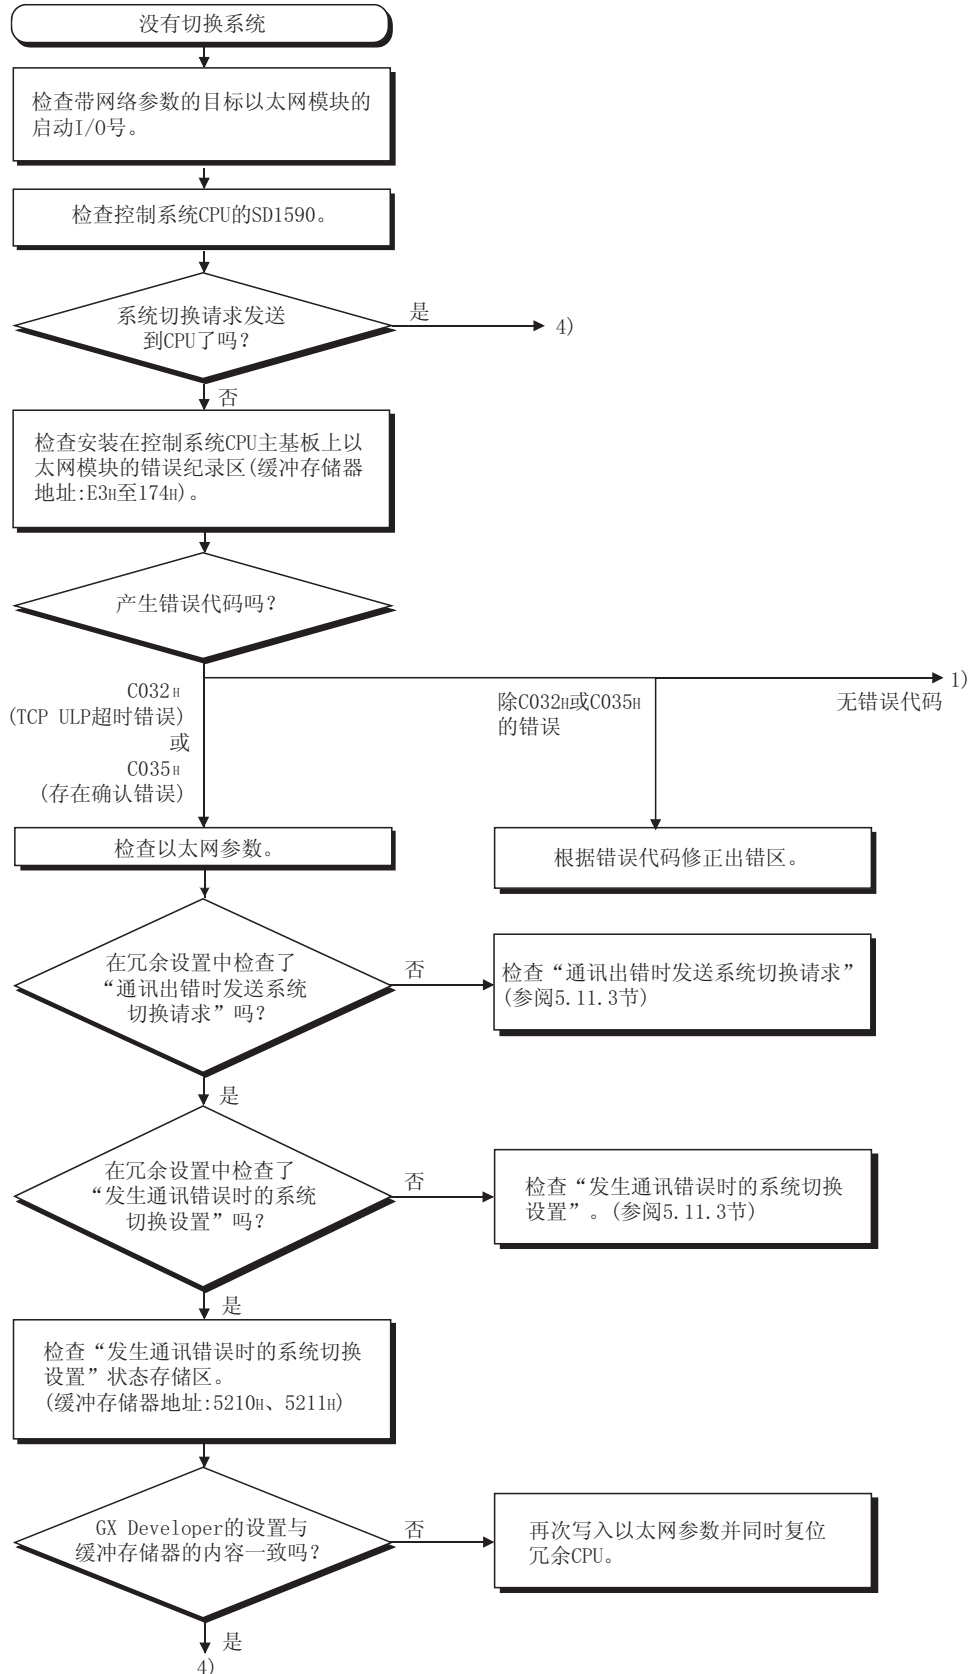 没有切换系统
检查带网络参数的目标以太网模块的
启动I/O号。
检查控制系统CPU的SD1590。
系统切换请求发送
到CPU了吗？
是
4)
否
检查安装在控制系统CPU主基板上以
太网模块的错误纪录区(缓冲存储器
地址:E3H至174H)。
产生错误代码吗？
C032H
(TCP ULP超时错误)
或
C035H
(存在确认错误)
除C032H或C035H
的错误
1)
无错误代码
检查以太网参数。
根据错误代码修正出错区。
在冗余设置中检查了
“通讯出错时发送系统
切换请求”吗？
否
检查“通讯出错时发送系统切换请求”
(参阅5.11.3节)
是
在冗余设置中检查了
“发生通讯错误时的系统
切换设置”吗？
否
检查“发生通讯错误时的系统切换
设置”。(参阅5.11.3节)
是
检查“发生通讯错误时的系统切换
设置”状态存储区。
(缓冲存储器地址:5210H、5211H)
GX Developer的设置与
缓冲存储器的内容一致吗？
否
再次写入以太网参数并同时复位
冗余CPU。
是
4)